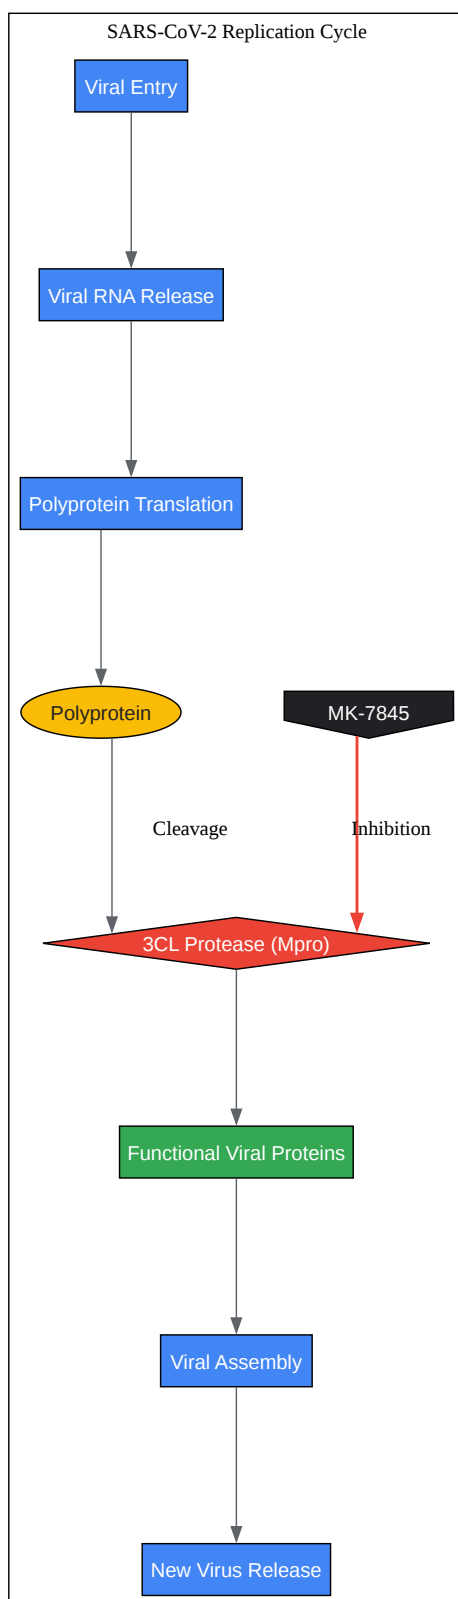 SARS-CoV-2 Replication Cycle
Viral Entry
Viral RNA Release
Polyprotein Translation
Polyprotein
MK-7845
Cleavage
Inhibition
3CL Protease (Mpro)
Functional Viral Proteins
Viral Assembly
New Virus Release